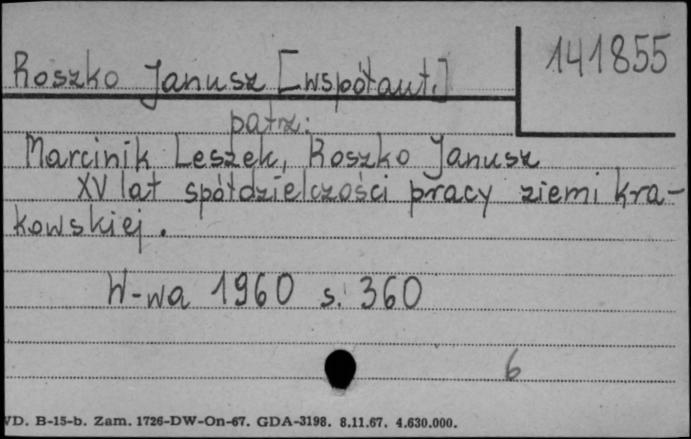 Roszko Janusz [współaut.]
141855
patrz:
Marcinik Leszek, Roszko Janusz
XV lat spółdzielczości pracy ziemi kra-
kowskiej.
W-wa 1960 s. 360
6
VD. B-15-b. Zam. 1726-DW-On-67. GDA-3198. 8.11.67. 4.630.000.